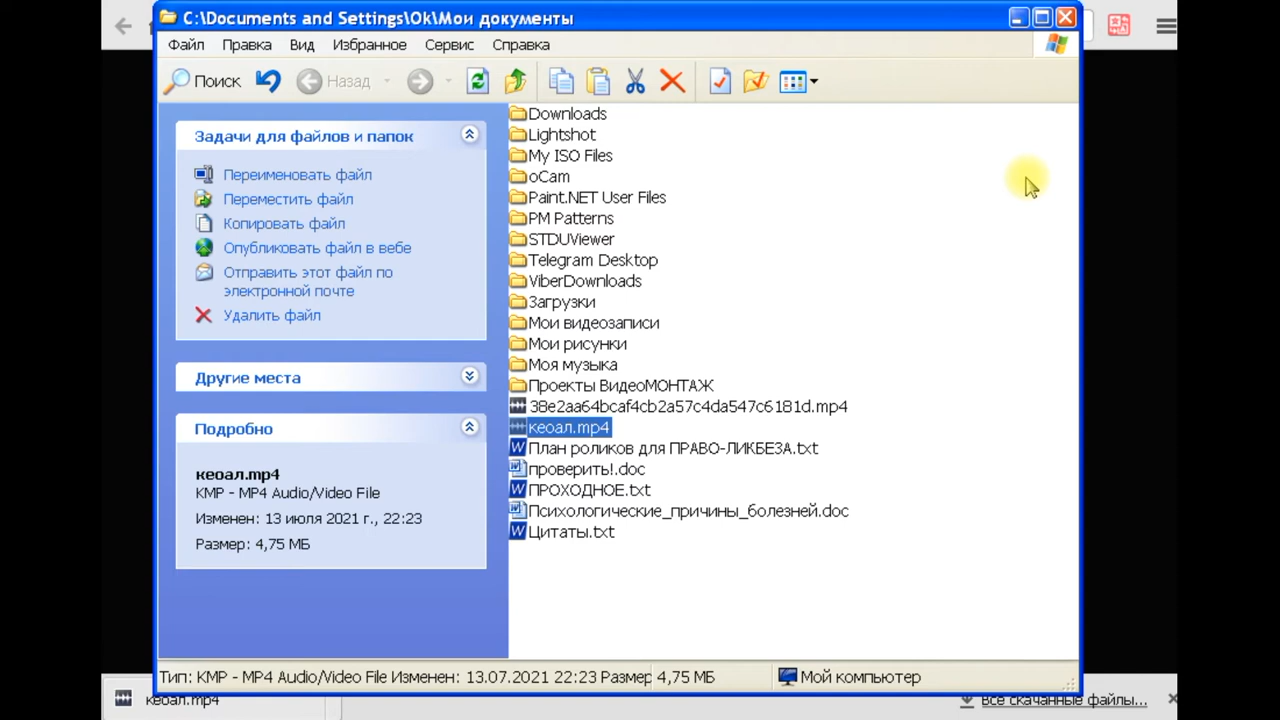 C:\Documents and Settings\Ok\Мои документы
Файл Правка Вид Избранное Сервис Справка
Поиск Назад
Задачи для файлов и папок
Переименовать файл
Переместить файл
Копировать файл
Опубликовать файл в вебе
Отправить этот файл по
электронной почте
Удалить файл
Другие места
Подробно
кеоал.mp4
KMP - MP4 Audio/Video File
Изменен: 13 июля 2021 г., 22:23
Размер: 4,75 МБ
Downloads
Lightshot
My ISO Files
oCam
Paint.NET User Files
PM Patterns
STDUViewer
Telegram Desktop
ViberDownloads
Загрузки
Мои видеозаписи
Мои рисунки
Моя музыка
Проекты ВидеоМОНТАЖ
38e2aa64bcaf4cb2a57c4da547c6181d.mp4
кеоал.mp4
План роликов для ПРАВО-ЛИКБЕЗА.txt
проверить!.doc
ПРОХОДНОЕ.txt
Психологические_причины_болезней.doc
Цитаты.txt
Тип: KMP - MP4 Audio/Video File Изменен: 13.07.2021 22:23 Размер 4,75 МБ Мой компьютер
кеоал.mp4 Все скачанные файлы...